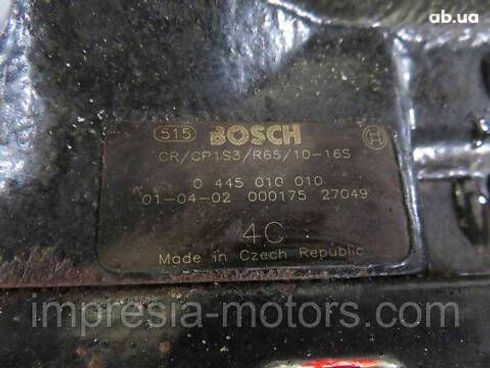 ab.ua
515 BOSCH
CR/CP1S3/R65/10-16S
0 445 010 010
01-04-02 000175 27049
4C
Made in Czech Republic
impresia-motors.com.ua